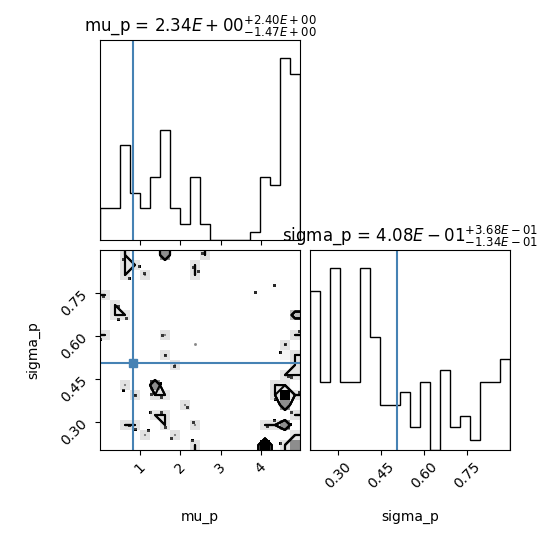 mu_p = 2.34E + 00^{+2.40E+00}_{-1.47E+00}
sigma_p = 4.08E − 01^{+3.68E−01}_{−1.34E−01}
sigma_p
0.75
0.60
0.45
0.30
1 2 3 4
0.30 0.45 0.60 0.75
mu_p sigma_p